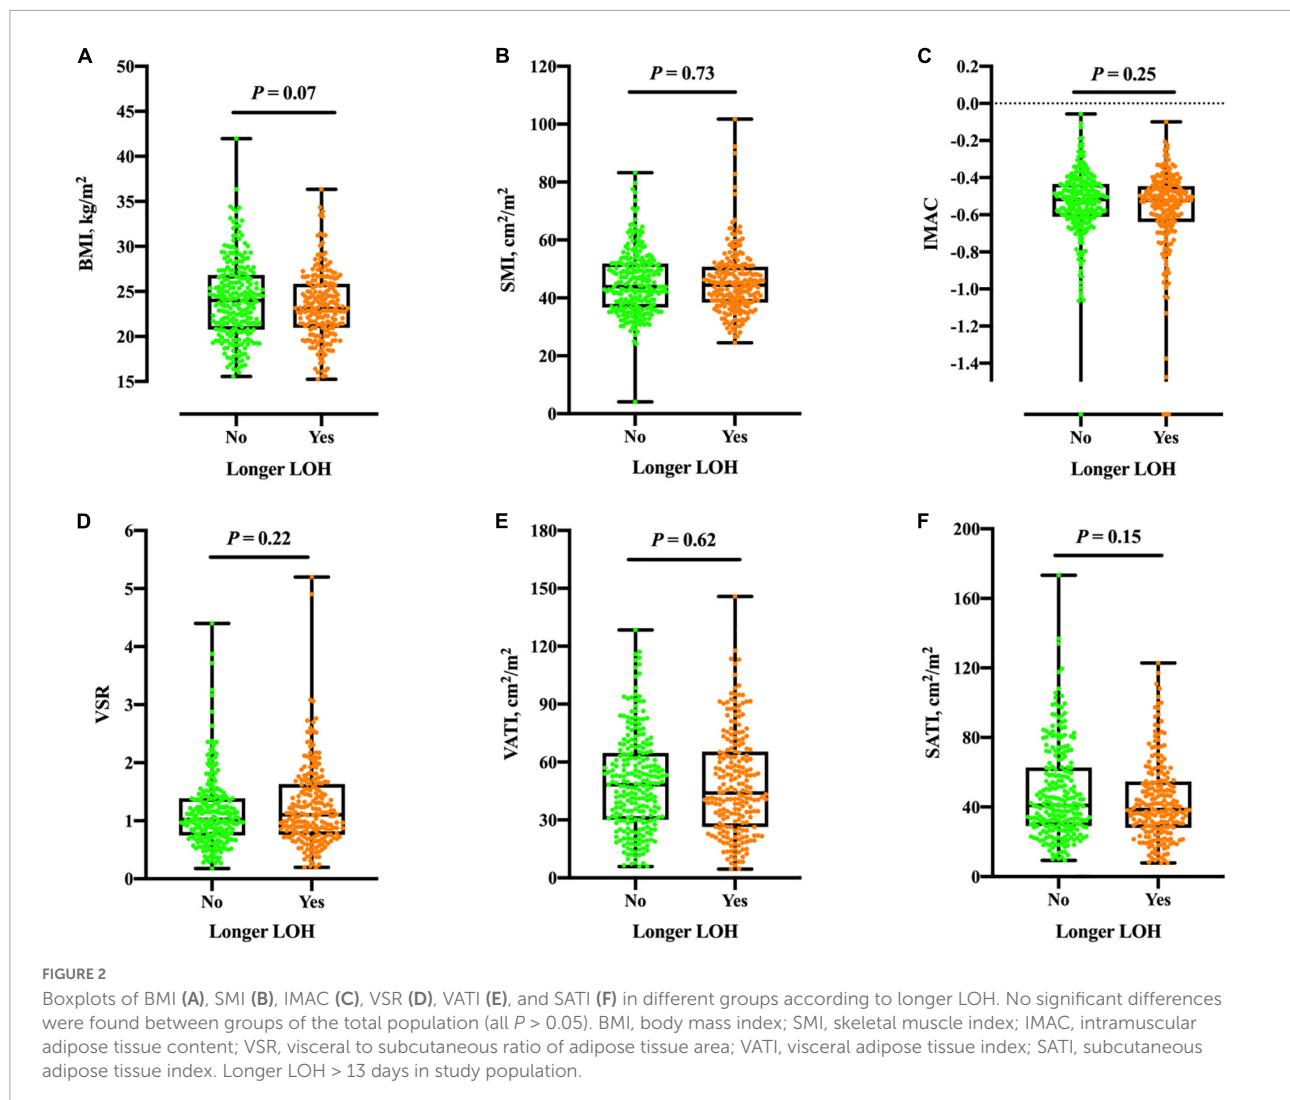 A
50
45
40
35
30
25
20
15
BMI, kg/m²
P = 0.07
No Yes
Longer LOH
B
120
100
80
60
40
20
0
SMI, cm²/m²
P = 0.73
No Yes
Longer LOH
C
0.2
0.0
-0.2
-0.4
-0.6
-0.8
-1.0
-1.2
-1.4
IMAC
P = 0.25
No Yes
Longer LOH
D
6
5
4
3
2
1
0
VSR
P = 0.22
No Yes
Longer LOH
E
180
150
120
90
60
30
0
VATI, cm²/m²
P = 0.62
No Yes
Longer LOH
F
200
160
120
80
40
0
SATI, cm²/m²
P = 0.15
No Yes
Longer LOH
FIGURE 2
Boxplots of BMI (A), SMI (B), IMAC (C), VSR (D), VATI (E), and SATI (F) in different groups according to longer LOH. No significant differences
were found between groups of the total population (all P > 0.05). BMI, body mass index; SMI, skeletal muscle index; IMAC, intramuscular
adipose tissue content; VSR, visceral to subcutaneous ratio of adipose tissue area; VATI, visceral adipose tissue index; SATI, subcutaneous
adipose tissue index. Longer LOH > 13 days in study population.